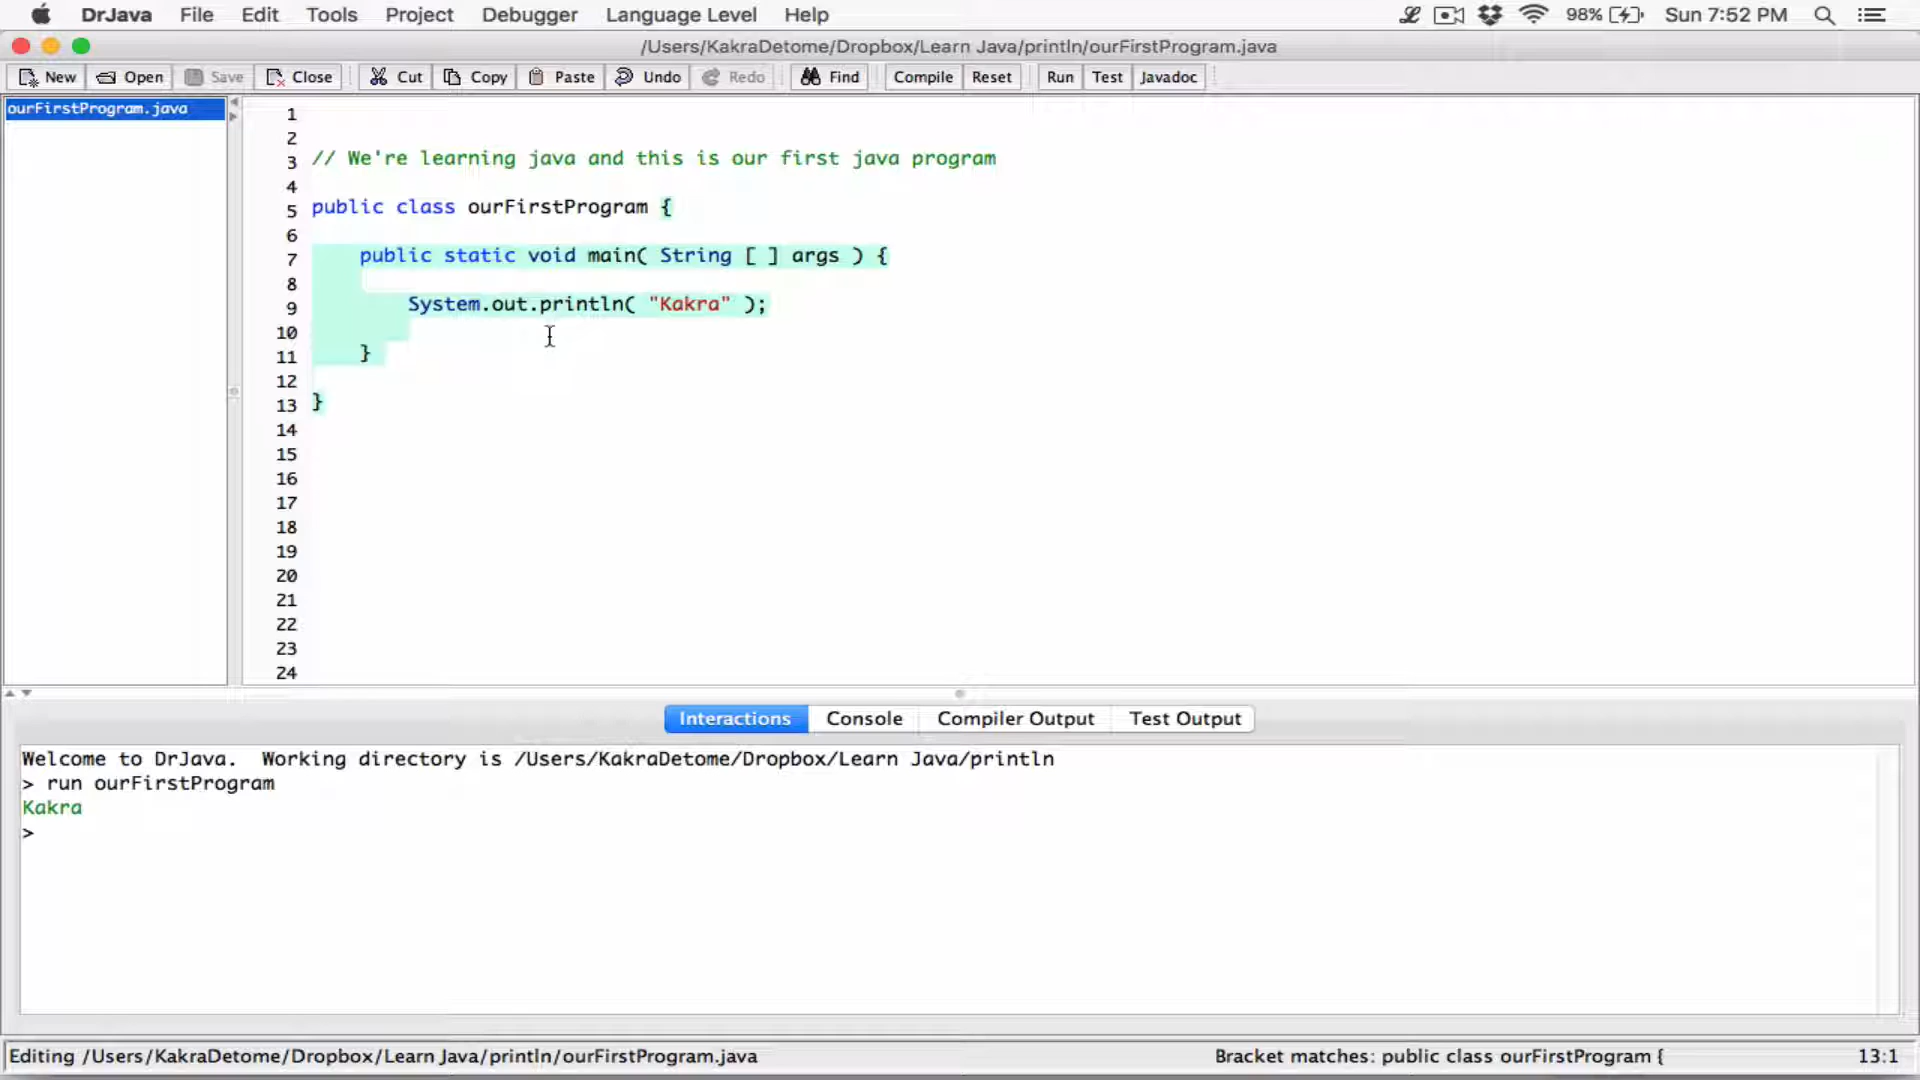 DrJava File Edit Tools Project Debugger Language Level Help 98% Sun 7:52 PM
/Users/KakraDetome/Dropbox/Learn Java/println/ourFirstProgram.java
New Open Save Close Cut Copy Paste Undo Redo Find Compile Reset Run Test Javadoc
ourFirstProgram.java
1
2
3 // We're learning java and this is our first java program
4
5 public class ourFirstProgram {
6
7 public static void main( String [ ] args ) {
8
9 System.out.println( "Kakra" );
10
11 }
12
13 }
14
15
16
17
18
19
20
21
22
23
24
Interactions Console Compiler Output Test Output
Welcome to DrJava. Working directory is /Users/KakraDetome/Dropbox/Learn Java/println
> run ourFirstProgram
Kakra
>
Editing /Users/KakraDetome/Dropbox/Learn Java/println/ourFirstProgram.java Bracket matches: public class ourFirstProgram { 13:1